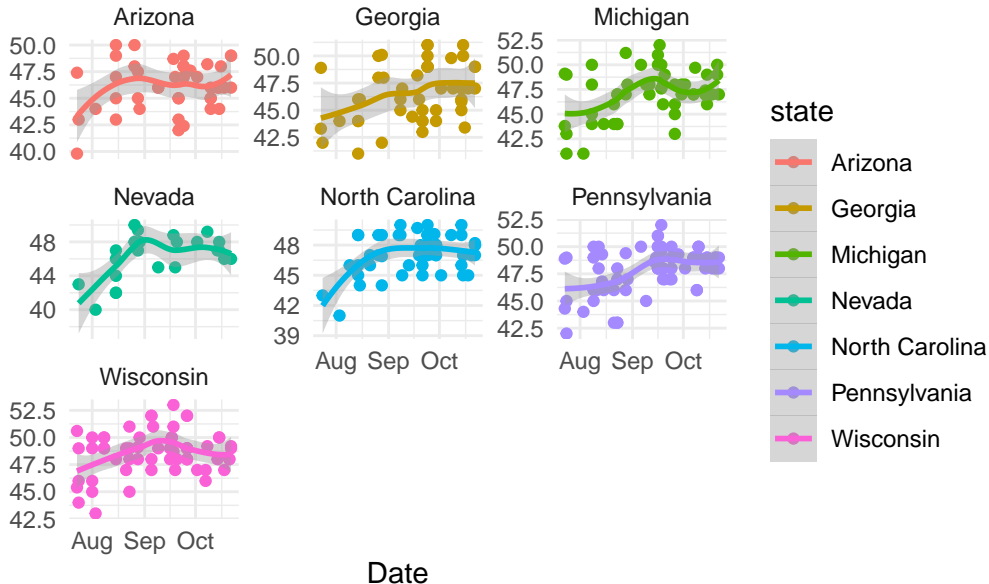 Arizona
50.0
47.5
45.0
42.5
40.0
Georgia
50.0
47.5
45.0
42.5
Michigan
52.5
50.0
47.5
45.0
42.5
Nevada
48
44
40
North Carolina
48
45
42
39
Aug Sep Oct
Pennsylvania
52.5
50.0
47.5
45.0
42.5
Aug Sep Oct
Wisconsin
52.5
50.0
47.5
45.0
42.5
Aug Sep Oct
Date
state
Arizona
Georgia
Michigan
Nevada
North Carolina
Pennsylvania
Wisconsin